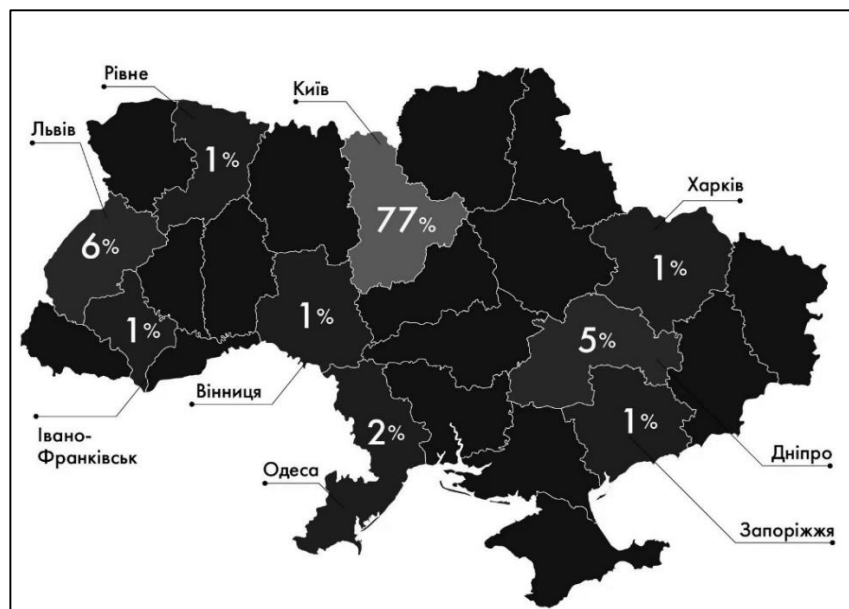 Рівне
Київ
Львів
1%
Харків
77%
6%
1%
1%
1%
5%
Вінниця
1%
Івано-
Франківськ
2%
Дніпро
Одеса
Запоріжжя